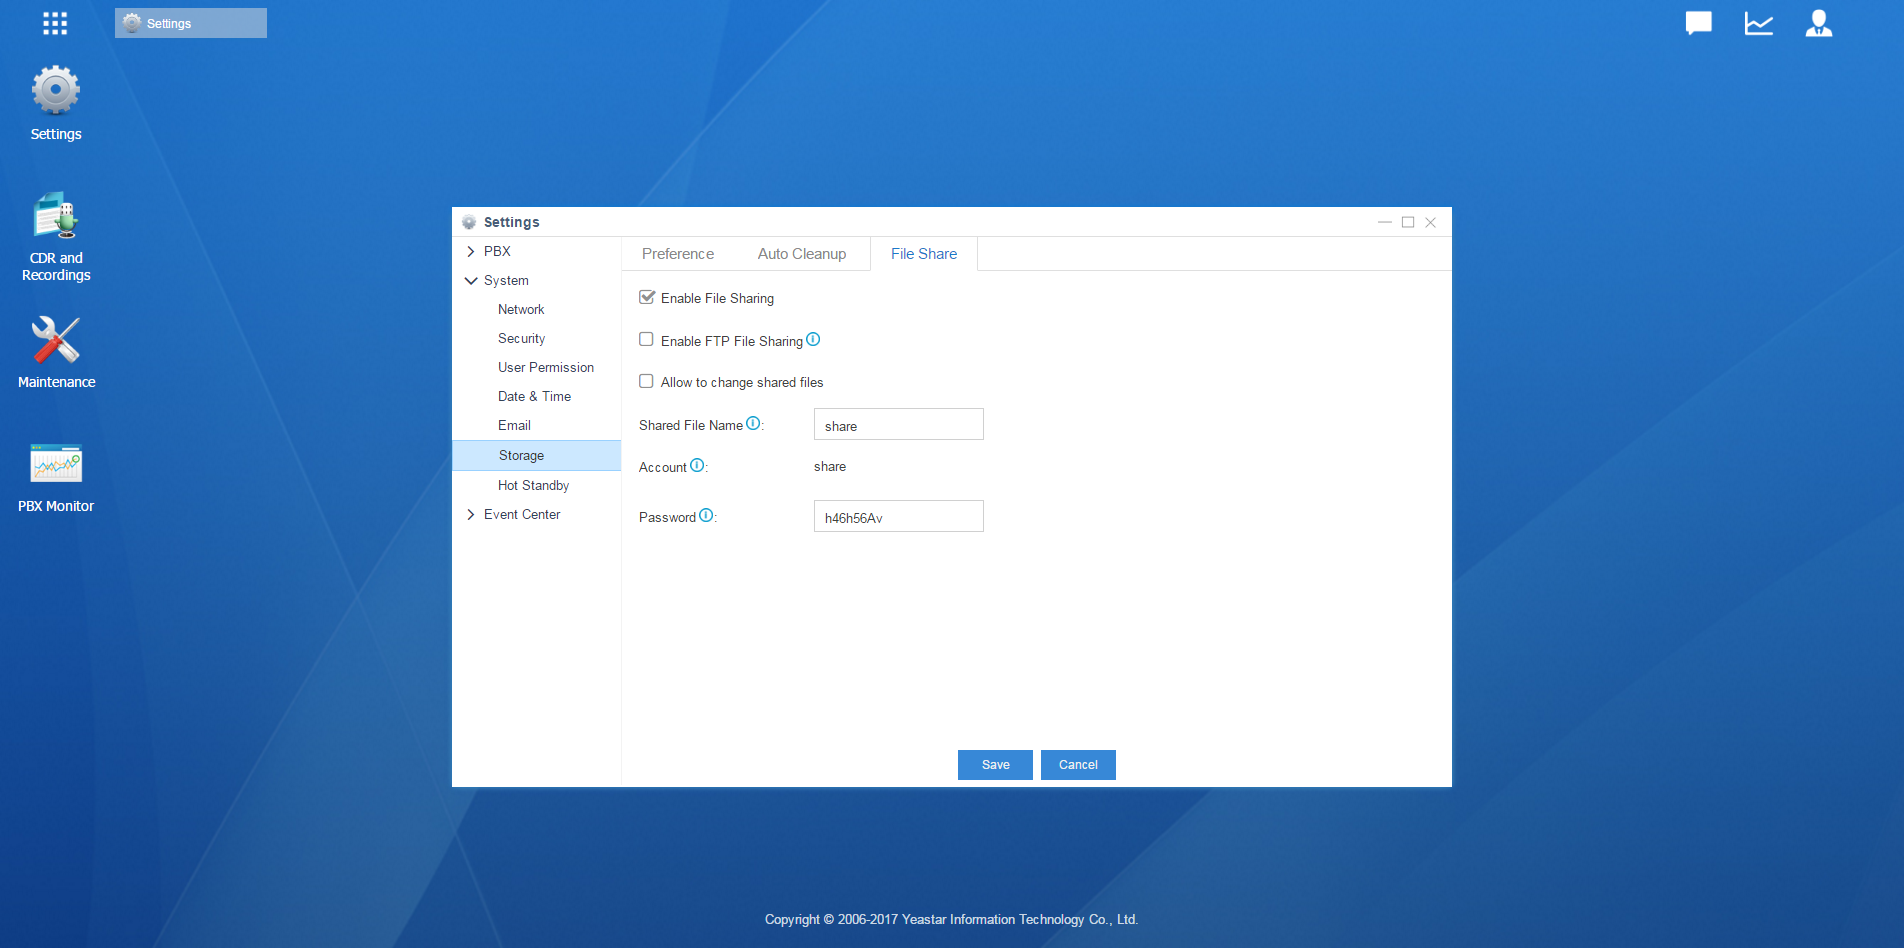 Settings
Settings
CDR and
Recordings
Maintenance
PBX Monitor
Settings
PBX
System
Network
Security
User Permission
Date & Time
Email
Storage
Hot Standby
Event Center
Preference Auto Cleanup File Share
Enable File Sharing
Enable FTP File Sharing
Allow to change shared files
Shared File Name : share
Account : share
Password : h46h56Av
Save Cancel
Copyright © 2006-2017 Yeastar Information Technology Co., Ltd.